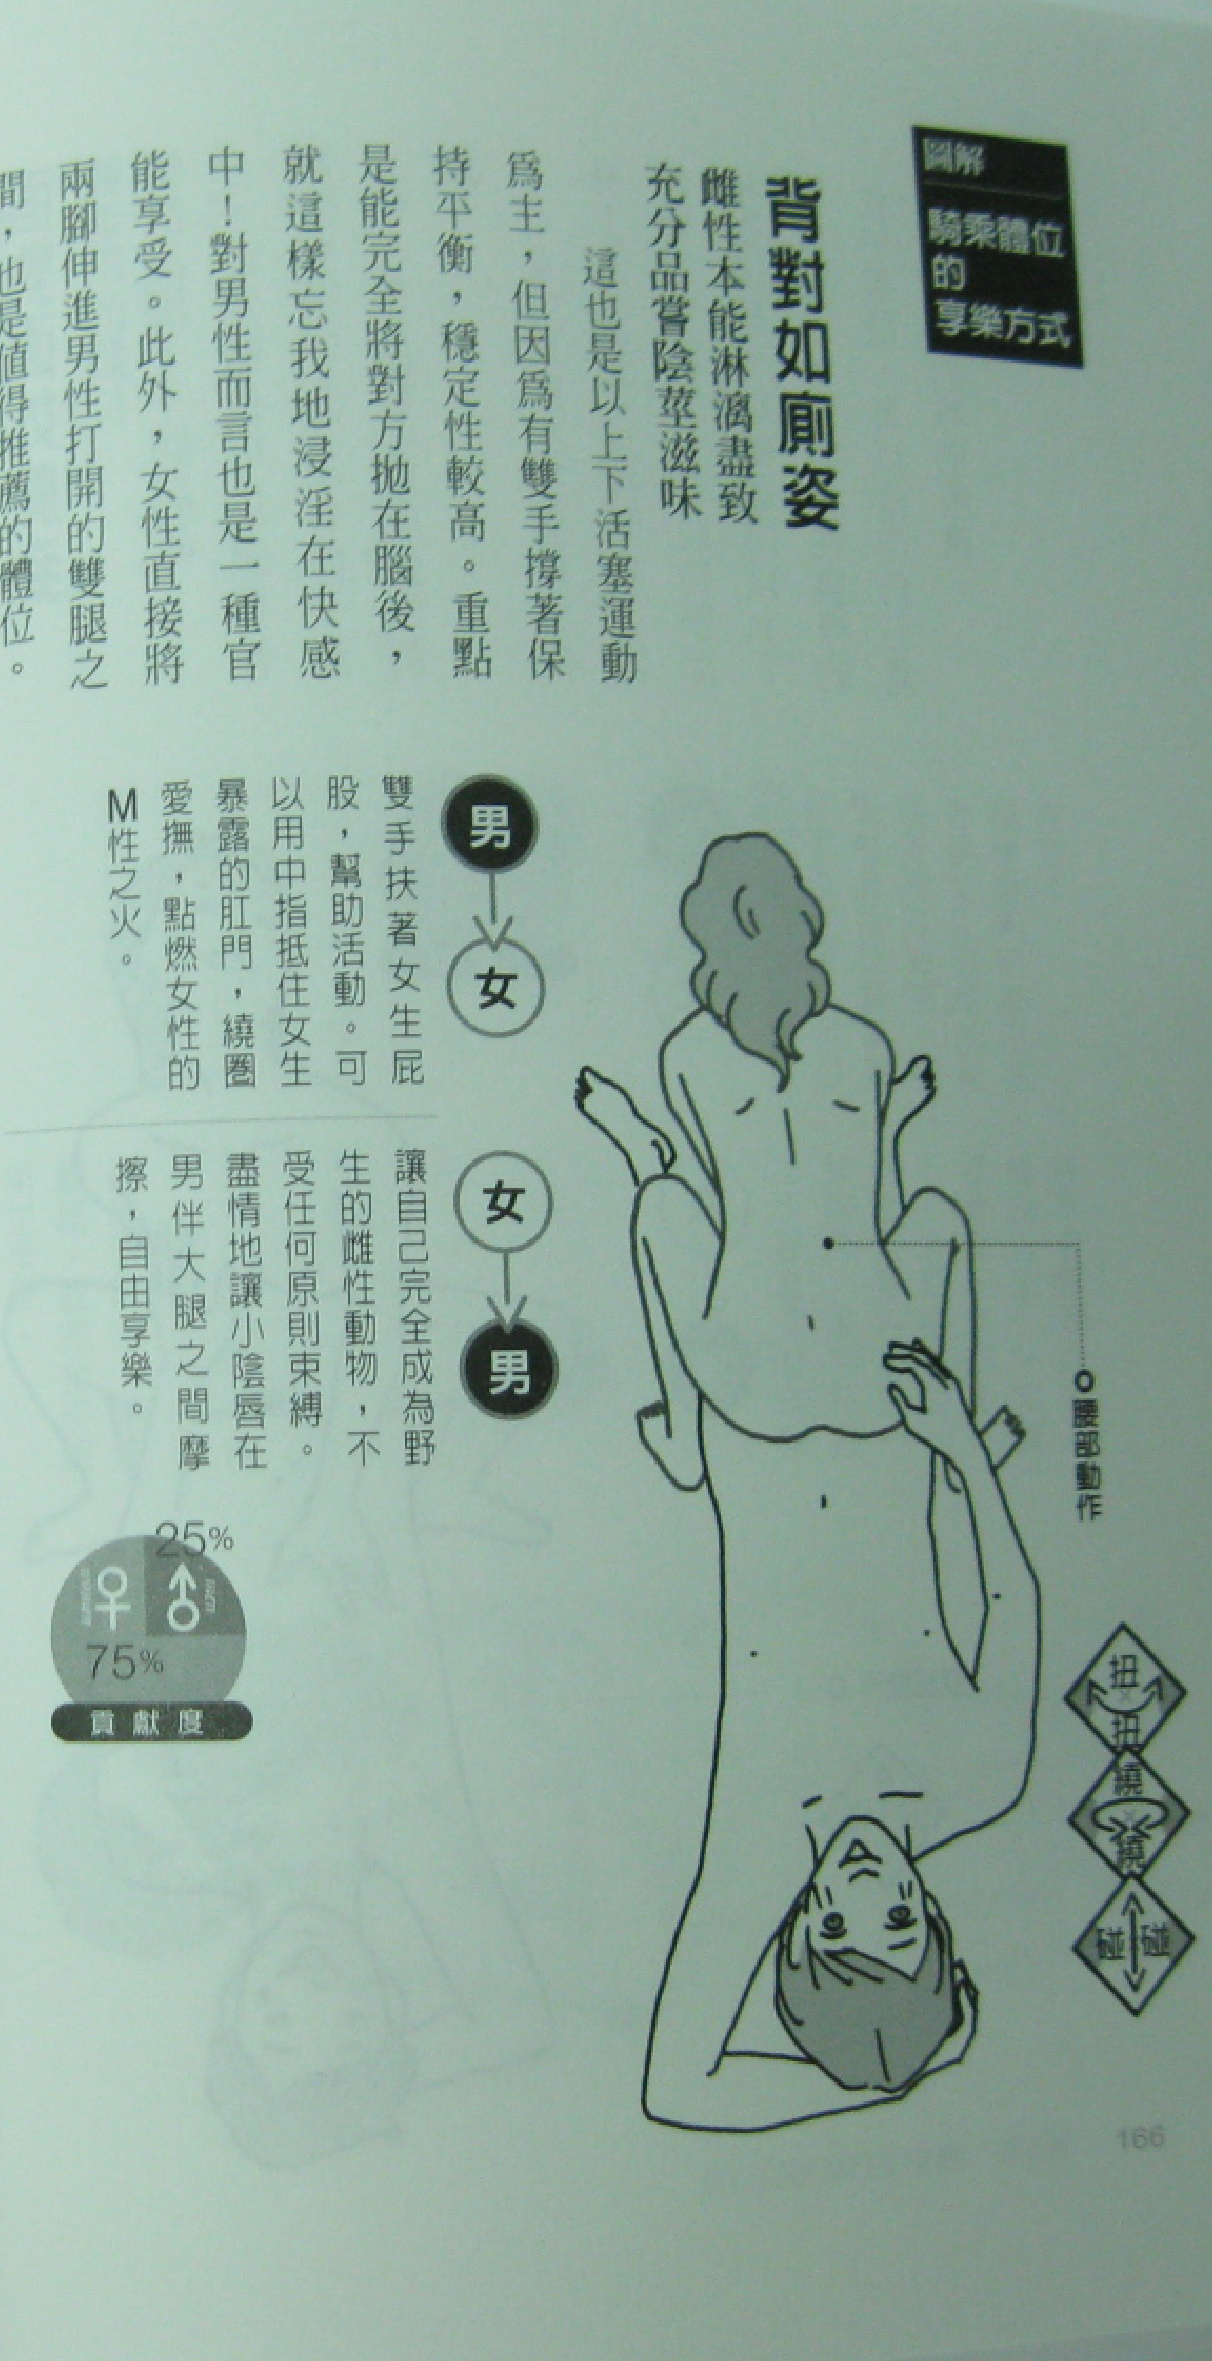 圖解
騎乘體位
的
享樂方式
背對如廁姿
雌性本能淋漓盡致
充分品嘗陰莖滋味
這也是以上下活塞運動
爲主，但因爲有雙手撐著保
持平衡，穩定性較高。重點
是能完全將對方拋在腦後，
就這樣忘我地浸淫在快感
中！對男性而言也是一種官
能享受。此外，女性直接將
兩腳伸進男性打開的雙腿之
間，也是値得推薦的體位。
男
女
雙手扶著女生屁
股，幫助活動。可
以用中指抵住女生
暴露的肛門，繞圈
愛撫，點燃女性的
M性之火。
女
男
讓自己完全成為野
生的雌性動物，不
受任何原則束縛。
盡情地讓小陰唇在
男伴大腿之間摩
擦，自由享樂。
25%
75%
貢獻度
腰部動作
扭
扭
繞
繞
碰
碰
166